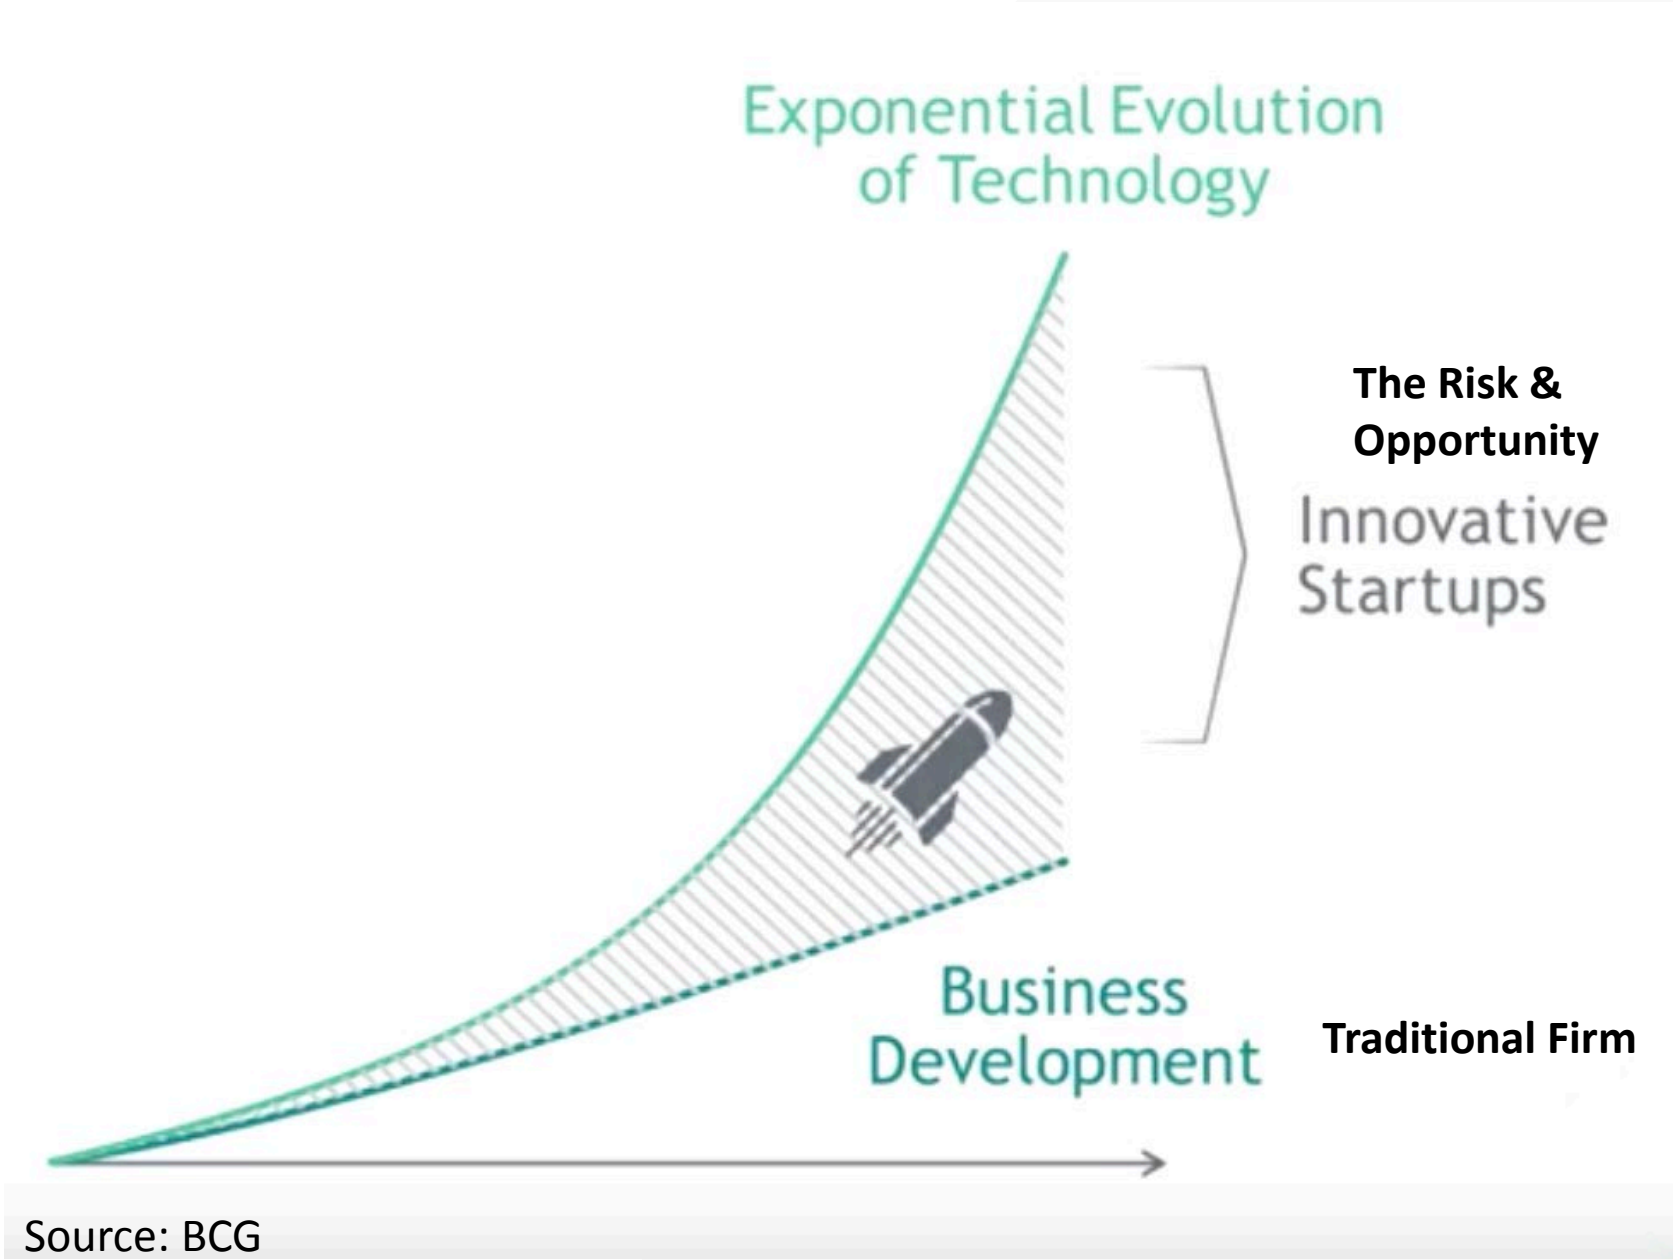 Exponential Evolution
of Technology
The Risk &
Opportunity
Innovative
Startups
Business
Development
Traditional Firm
Source: BCG